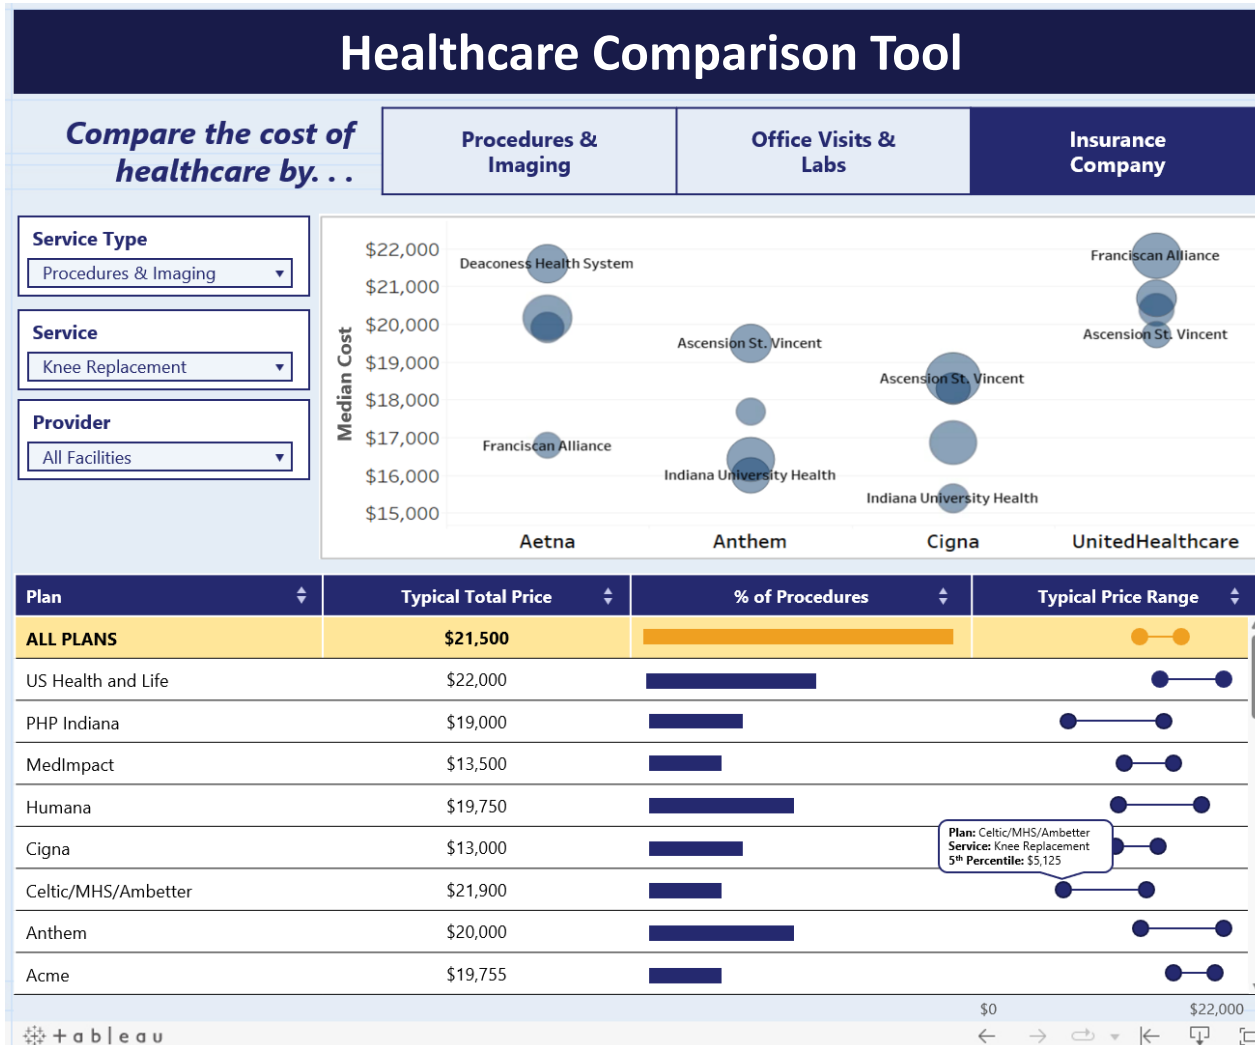 Healthcare Comparison Tool
Compare the cost of
healthcare by. . .
Procedures &
Imaging
Office Visits &
Labs
Insurance
Company
Service Type
Procedures & Imaging
Service
Knee Replacement
Provider
All Facilities
Median Cost
$22,000
$21,000
$20,000
$19,000
$18,000
$17,000
$16,000
$15,000
Deaconess Health System
Franciscan Alliance
Ascension St. Vincent
Indiana University Health
Ascension St. Vincent
Indiana University Health
Franciscan Alliance
Ascension St. Vincent
Aetna
Anthem
Cigna
UnitedHealthcare
Plan
Typical Total Price
% of Procedures
Typical Price Range
ALL PLANS
$21,500
US Health and Life
$22,000
PHP Indiana
$19,000
MedImpact
$13,500
Humana
$19,750
Cigna
$13,000
Plan: Celtic/MHS/Ambetter
Service: Knee Replacement
5th Percentile: $5,125
Celtic/MHS/Ambetter
$21,900
Anthem
$20,000
Acme
$19,755
$0
$22,000
+ableau